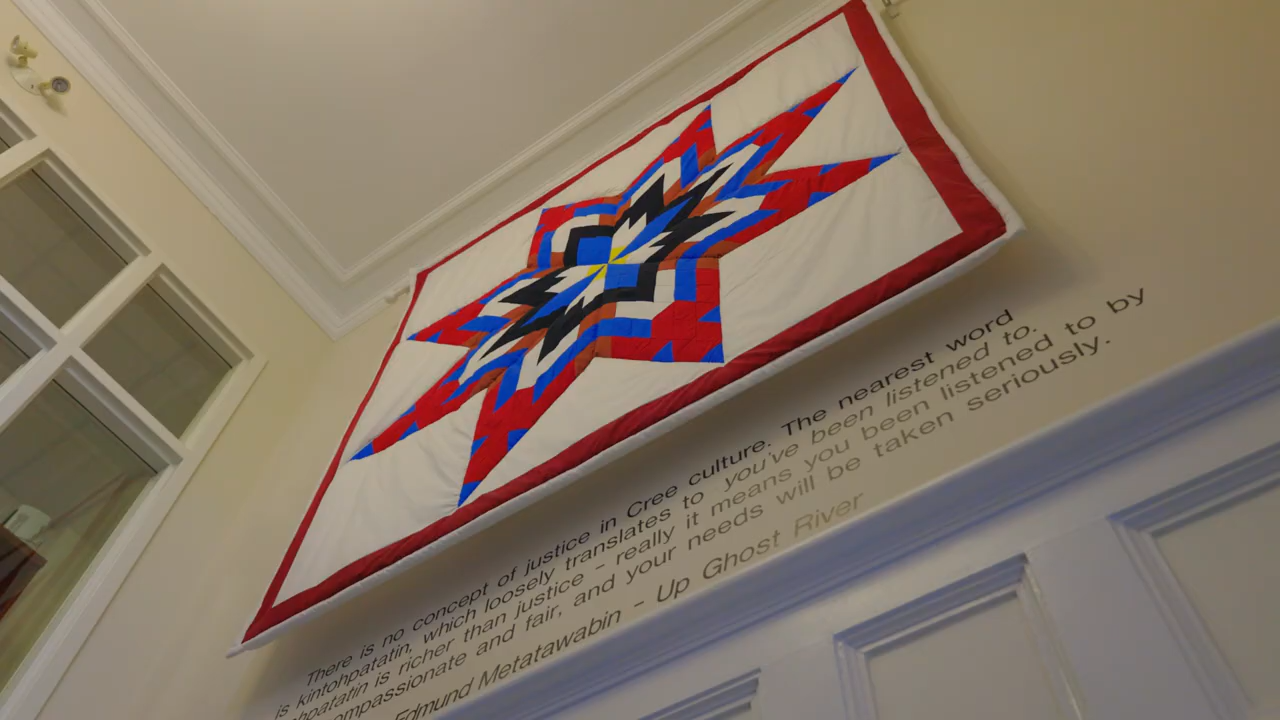 There is no concept of justice in Cree culture. The nearest word
is kintohpatatin, which loosely translates to you've been listened to.
hpatatin is richer than justice - really it means you been listened to by
ompassionate and fair, and your needs will be taken seriously.
Edmund Metatawabin - Up Ghost River